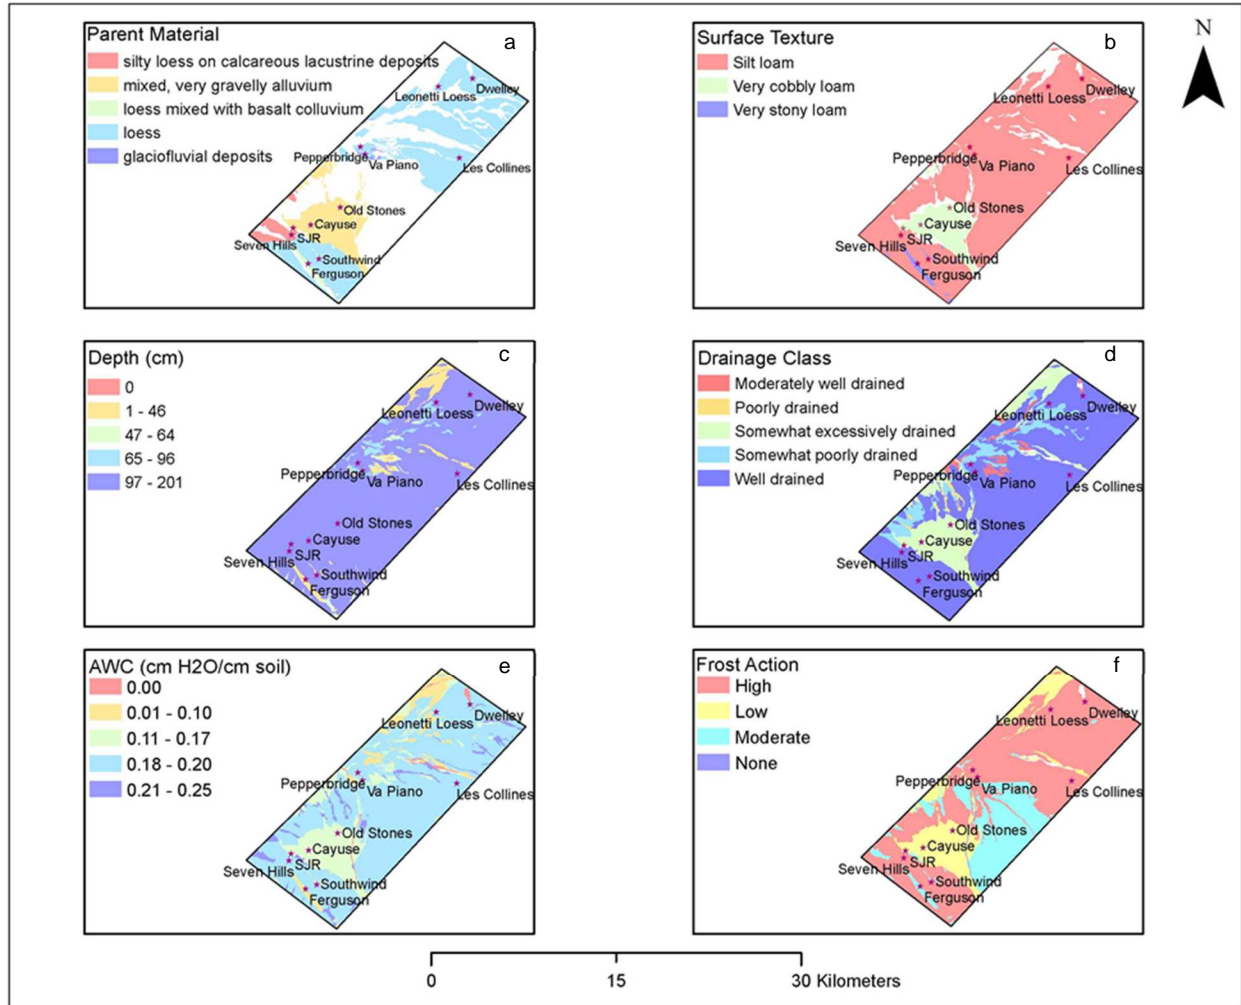 Parent Material
a
silty loess on calcareous lacustrine deposits
mixed, very gravelly alluvium
loess mixed with basalt colluvium
loess
glaciofluvial deposits
Leonetti Loess
Dwelley
Pepperbridge
Va Piano
Les Collines
Old Stones
Cayuse
SJR
Seven Hills
Southwind
Ferguson
Surface Texture
b
Silt loam
Very cobbly loam
Very stony loam
Leonetti Loess
Dwelley
Pepperbridge
Va Piano
Les Collines
Old Stones
Cayuse
SJR
Seven Hills
Southwind
Ferguson
N
Depth (cm)
c
0
1 - 46
47 - 64
65 - 96
97 - 201
Leonetti Loess
Dwelley
Pepperbridge
Va Piano
Les Collines
Old Stones
Cayuse
SJR
Seven Hills
Southwind
Ferguson
Drainage Class
d
Moderately well drained
Poorly drained
Somewhat excessively drained
Somewhat poorly drained
Well drained
Leonetti Loess
Dwelley
Pepperbridge
Va Piano
Les Collines
Old Stones
Cayuse
SJR
Seven Hills
Southwind
Ferguson
AWC (cm H2O/cm soil)
e
0.00
0.01 - 0.10
0.11 - 0.17
0.18 - 0.20
0.21 - 0.25
Leonetti Loess
Dwelley
Pepperbridge
Va Piano
Les Collines
Old Stones
Cayuse
SJR
Seven Hills
Southwind
Ferguson
Frost Action
f
High
Low
Moderate
None
Leonetti Loess
Dwelley
Pepperbridge
Va Piano
Les Collines
Old Stones
Cayuse
SJR
Seven Hills
Southwind
Ferguson
0 15 30 Kilometers